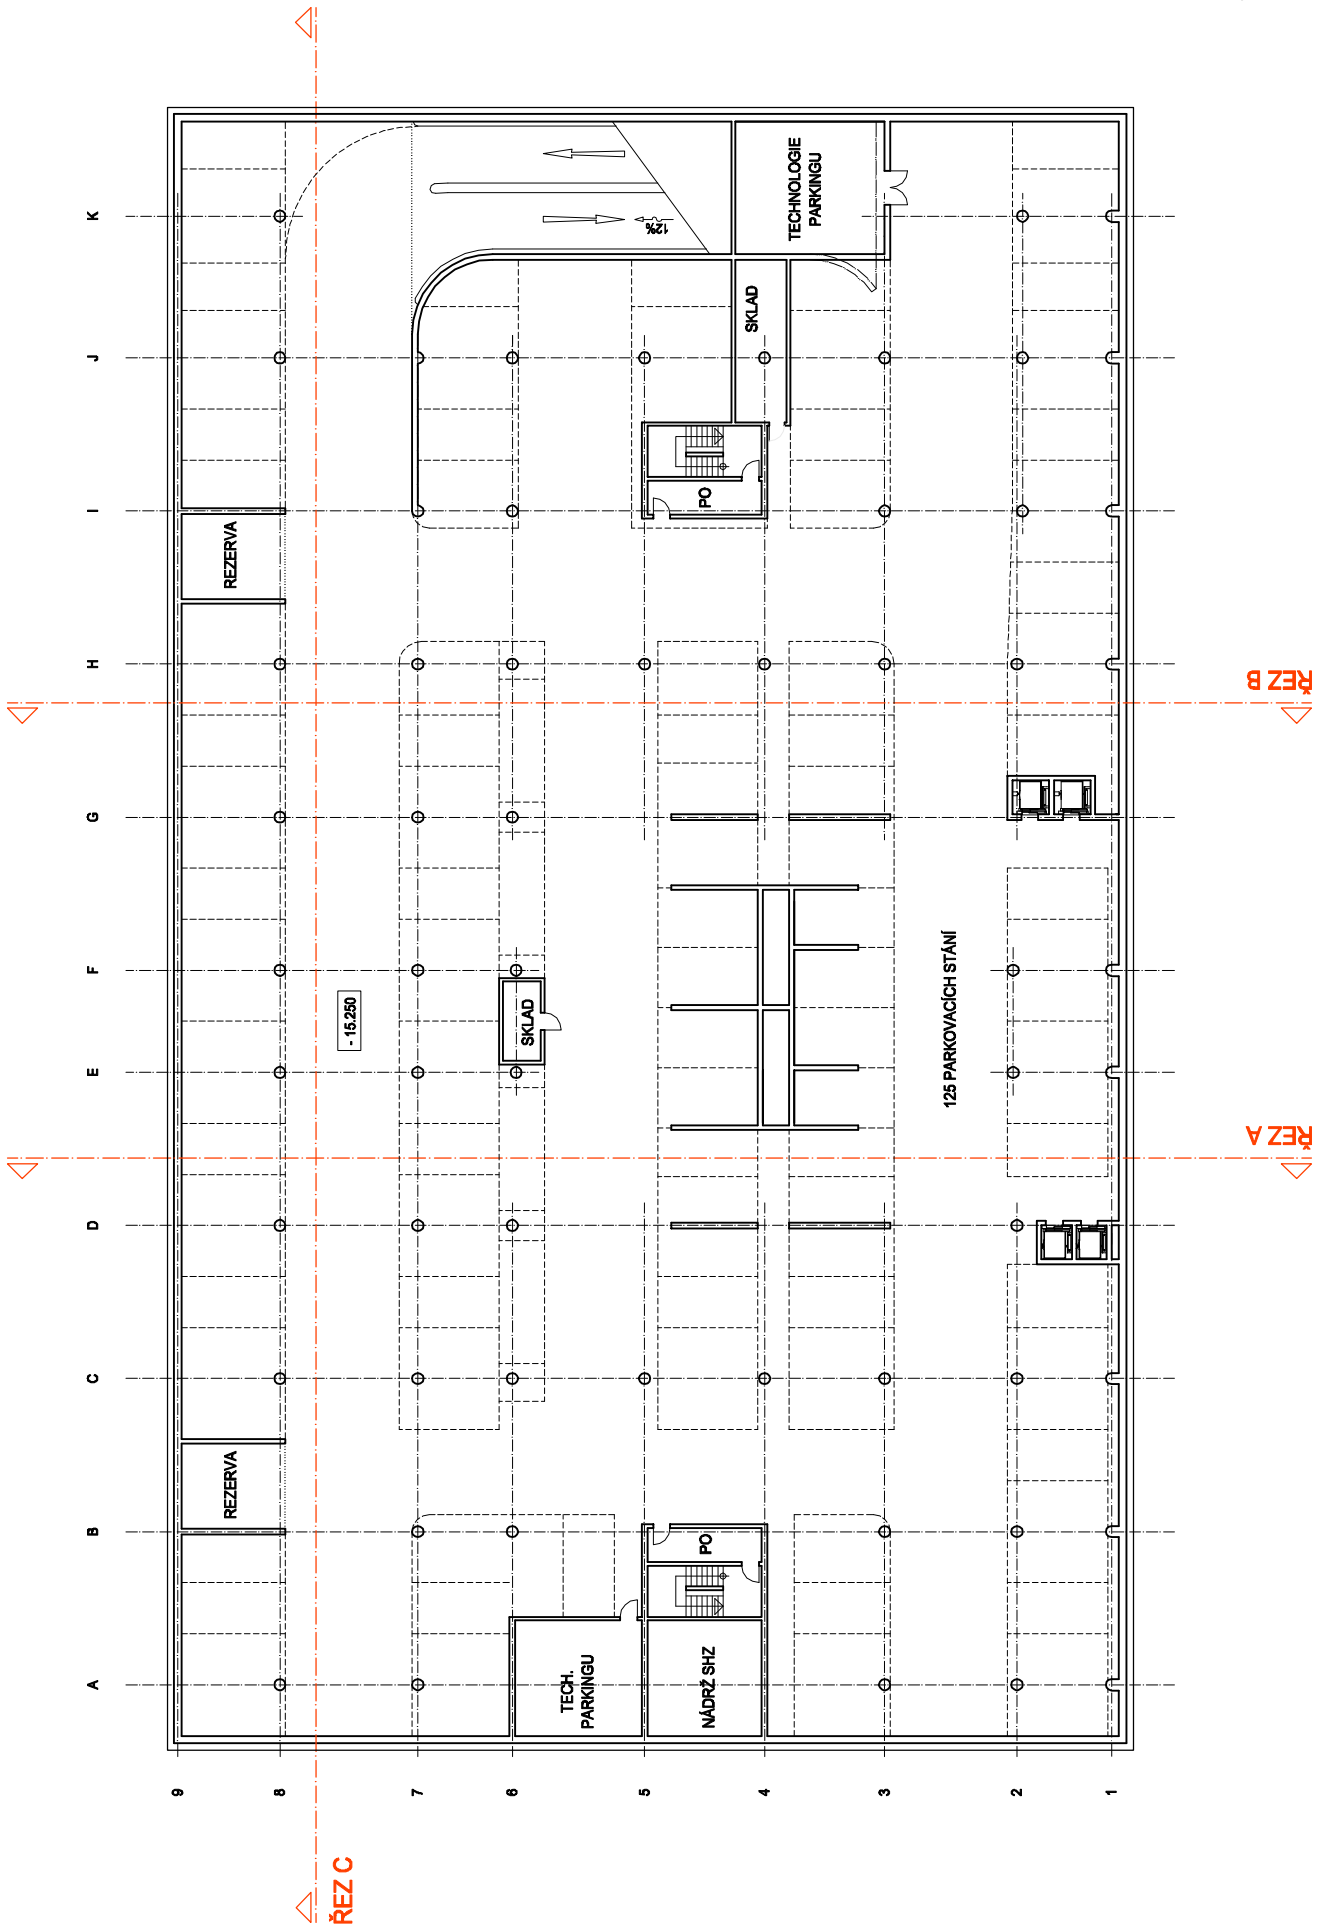 K
J
I
H
G
F
E
D
C
B
A
9
8
7
6
5
4
3
2
1
TECHNOLOGIE
PARKINGU
12%
SKLAD
PO
REZERVA
ŘEZ B
- 15.250
SKLAD
125 PARKOVACÍCH STÁNÍ
ŘEZ A
REZERVA
PO
TECH.
PARKINGU
NÁDRŽ SHZ
ŘEZ C